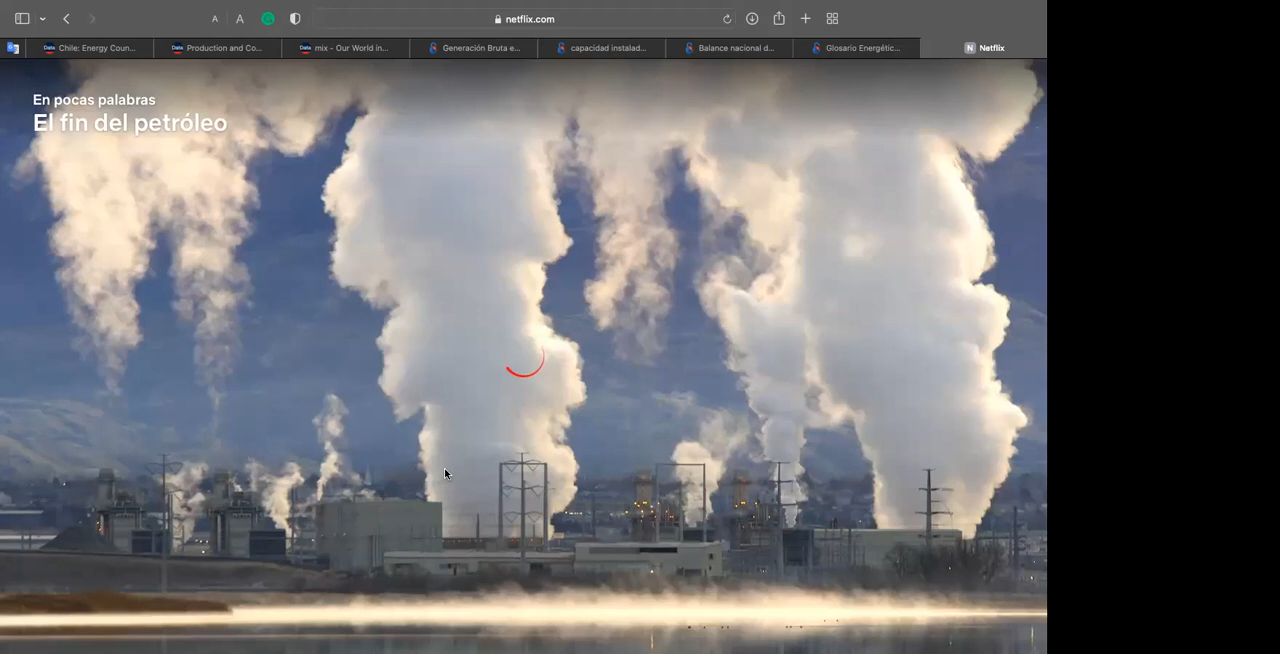 A A netflix.com
Chile: Energy Coun... Production and Co... mix - Our World in... Generación Bruta e... capacidad instalad... Balance nacional d... Glosario Energétic... N Netflix
En pocas palabras
El fin del petróleo